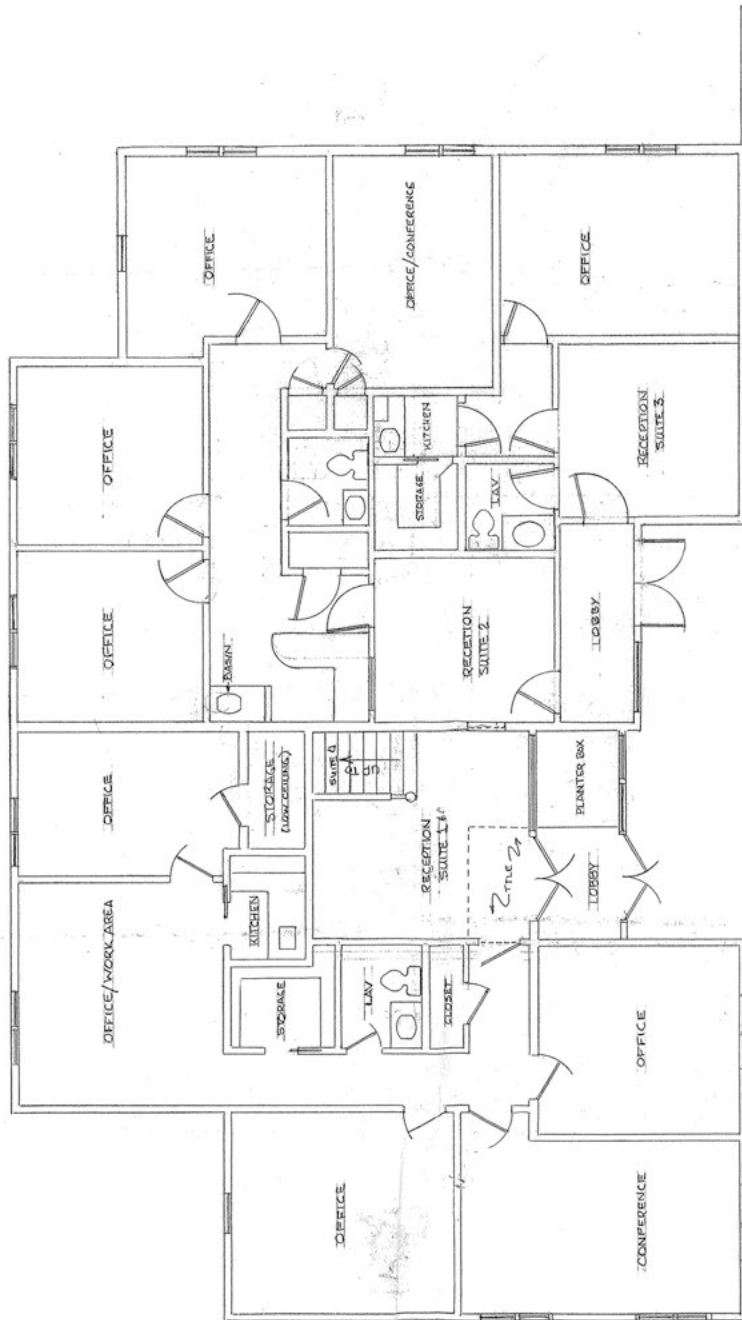 OFFICE
OFFICE/CONFERENCE
OFFICE
OFFICE
KITCHEN
RECEPTION
SUITE 3
STORAGE
LAV
OFFICE
BASIN
RECEPTION
SUITE 2
LOBBY
OFFICE
STORAGE
(LOW CEILING)
SUITE 4
UP
RECEPTION
SUITE 1
PLANTER BOX
TILE
LOBBY
OFFICE/WORK AREA
KITCHEN
STORAGE
LAV
CLOSET
OFFICE
OFFICE
CONFERENCE